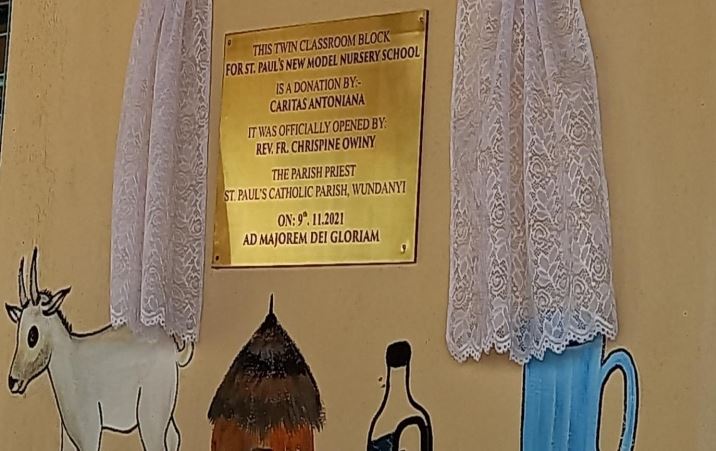 THIS TWIN CLASSROOM BLOCK
FOR ST. PAUL'S NEW MODEL NURSERY SCHOOL
IS A DONATION BY:-
CARITAS ANTONIANA
IT WAS OFFICIALLY OPENED BY:
REV. FR. CHRISPINE OWINY
THE PARISH PRIEST
ST. PAUL'S CATHOLIC PARISH, WUNDANYI
ON: 9th. 11.2021
AD MAJOREM DEI GLORIAM